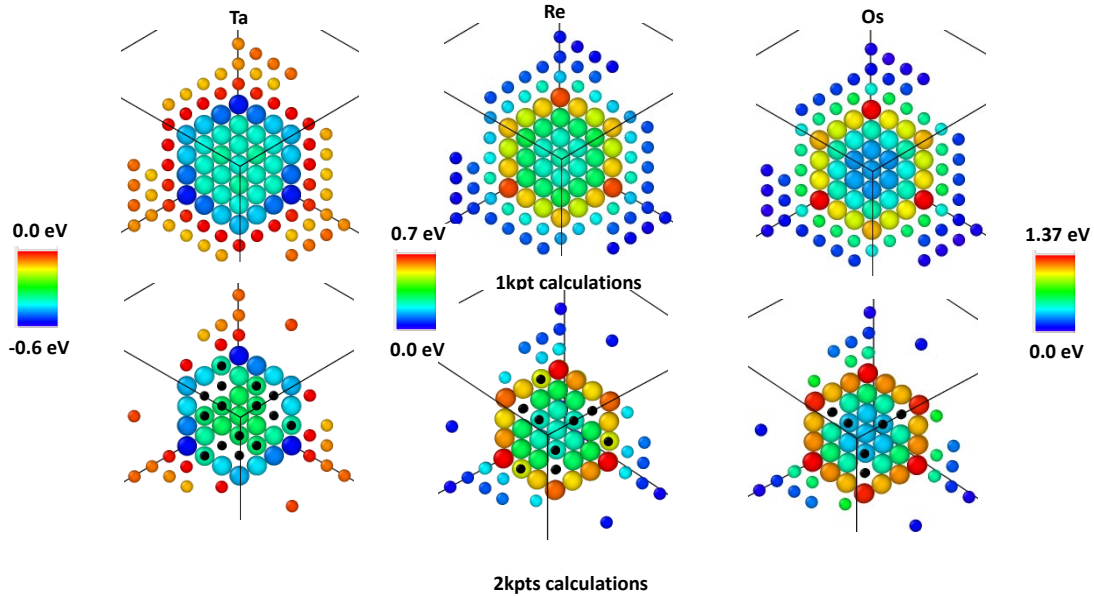 Ta
Re
Os
0.0 eV
-0.6 eV
0.7 eV
0.0 eV
1.37 eV
0.0 eV
1kpt calculations
2kpts calculations